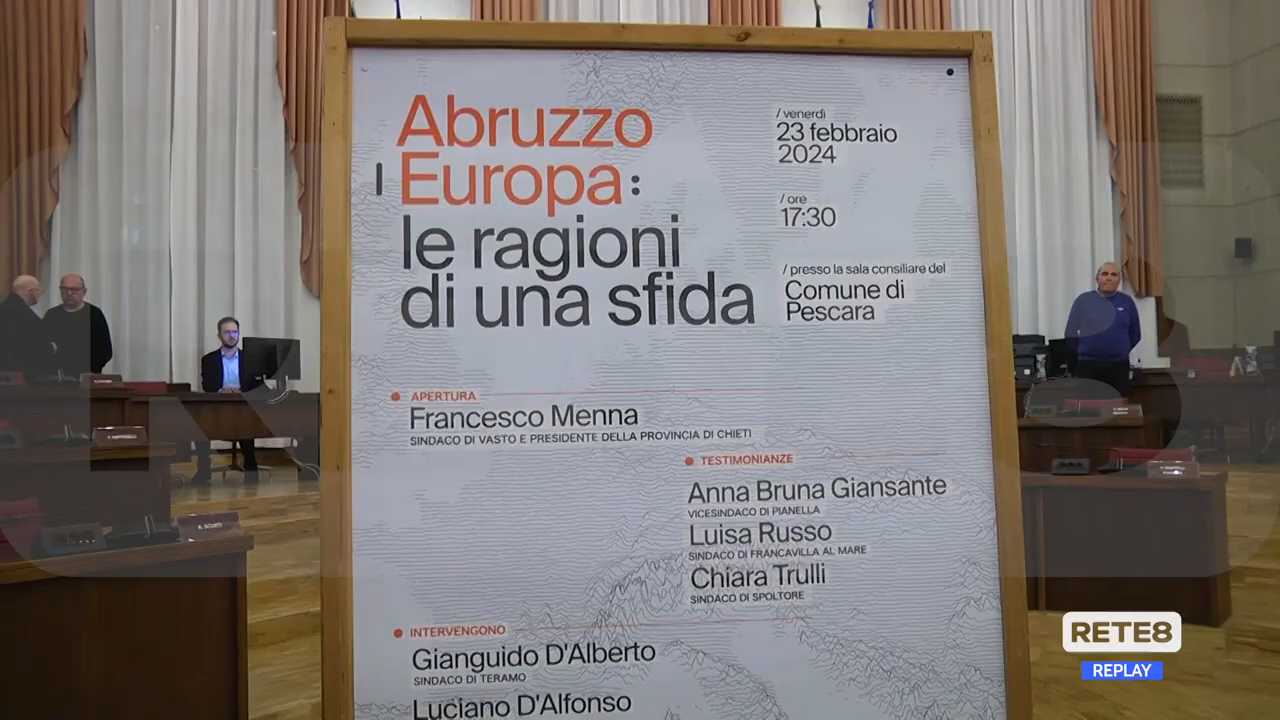 Abruzzo
Europa:
le ragioni
di una sfida
/ venerdì
23 febbraio
2024
/ ore
17:30
/ presso la sala consiliare del
Comune di
Pescara
APERTURA
Francesco Menna
SINDACO DI VASTO E PRESIDENTE DELLA PROVINCIA DI CHIETI
TESTIMONIANZE
Anna Bruna Giansante
VICESINDACO DI PIANELLA
Luisa Russo
SINDACO DI FRANCAVILLA AL MARE
Chiara Trulli
SINDACO DI SPOLTORE
INTERVENGONO
Gianguido D'Alberto
SINDACO DI TERAMO
Luciano D'Alfonso
RETE8
REPLAY